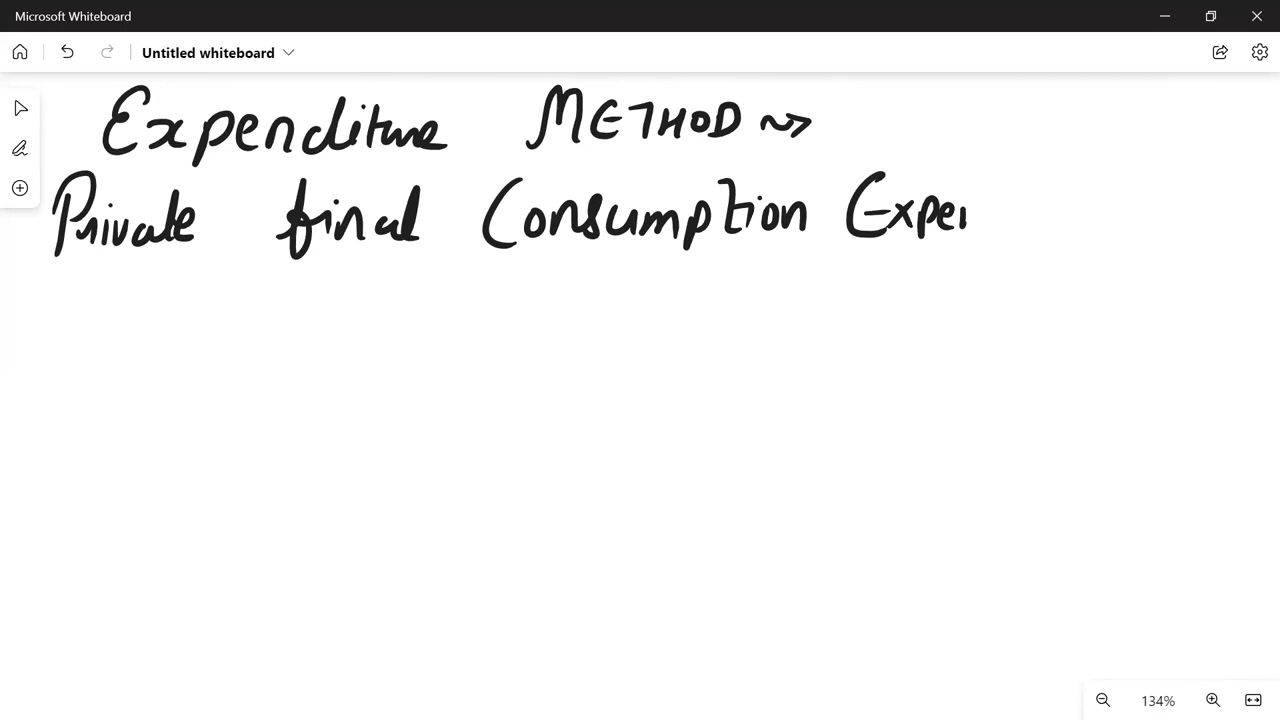 Microsoft Whiteboard
Untitled whiteboard
Expenditure METHOD ⤳
Private final Consumption Expe
134%